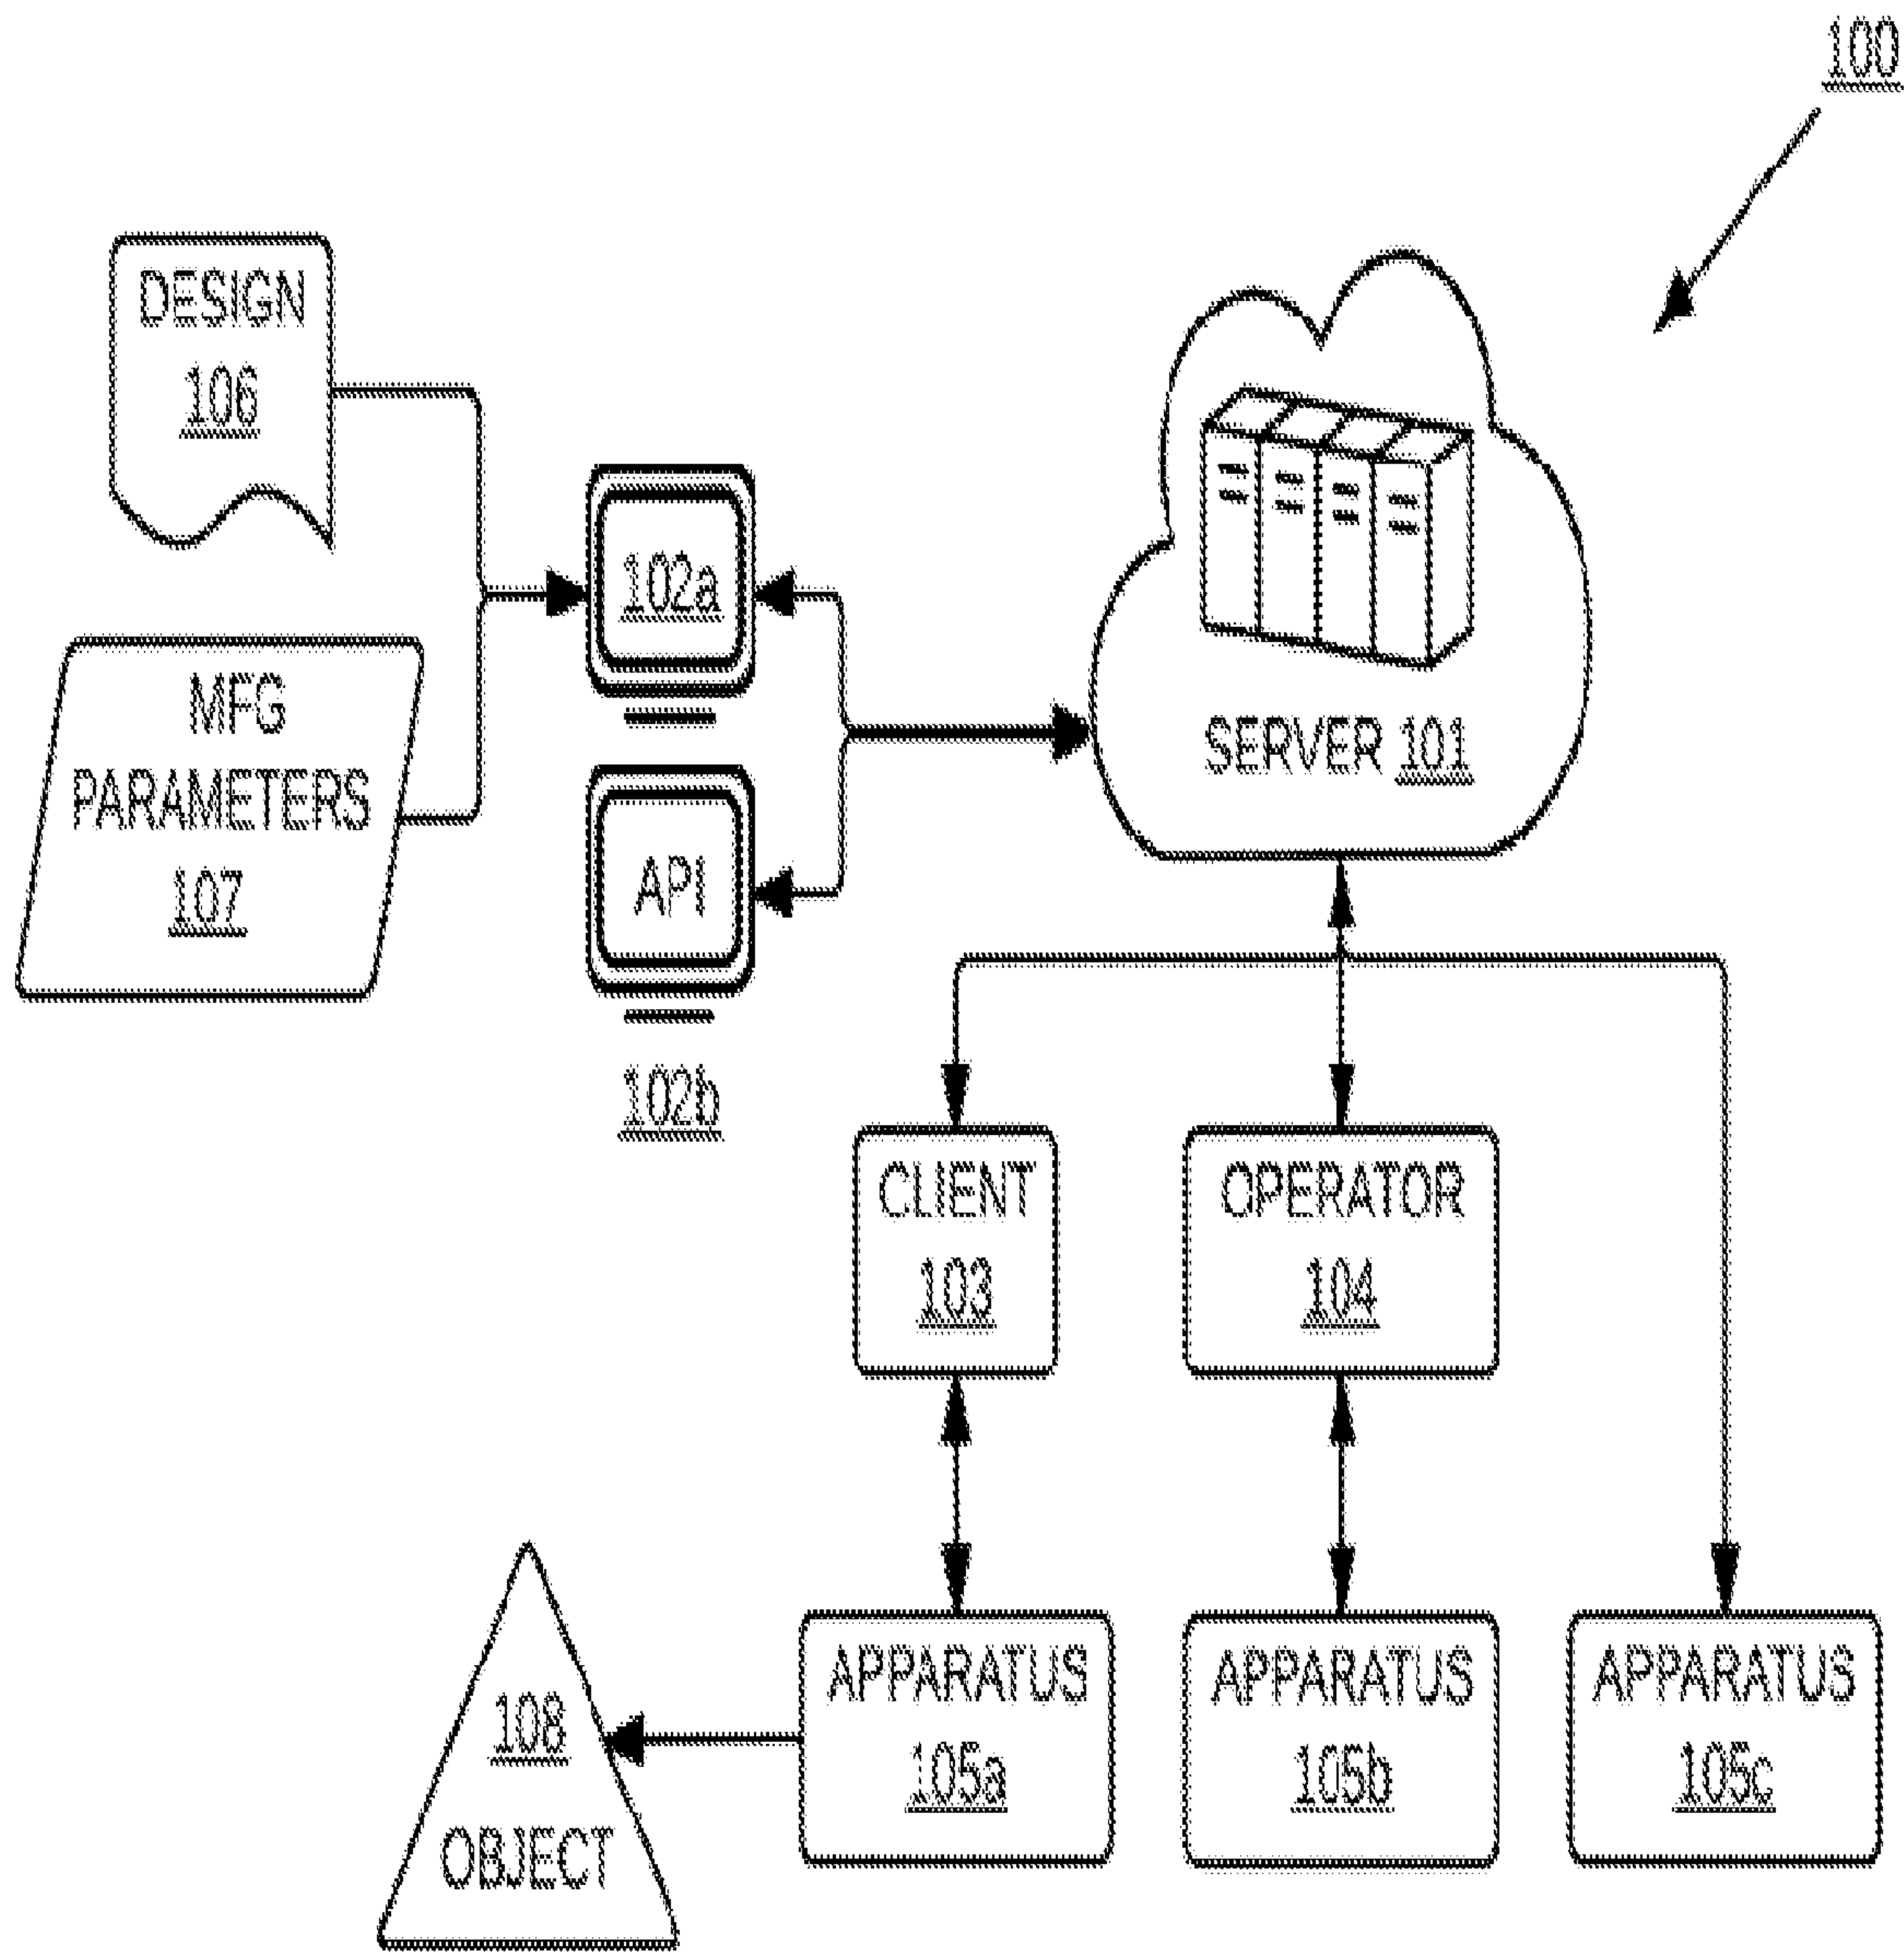 100
DESIGN
106
102a
MFG
PARAMETERS
107
SERVER 101
API
102b
CLIENT
103
OPERATOR
104
108
OBJECT
APPARATUS
105a
APPARATUS
105b
APPARATUS
105c